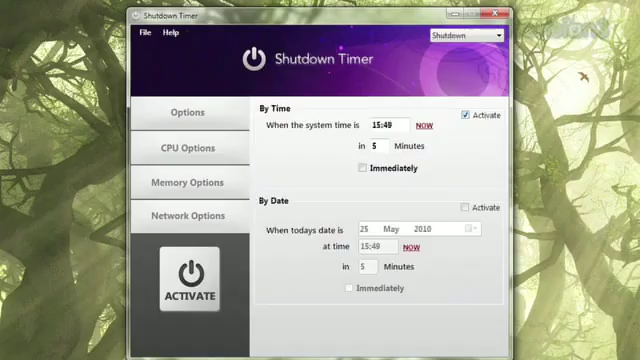 Shutdown Timer
File Help
Shutdown
Shutdown Timer
Options
CPU Options
Memory Options
Network Options
ACTIVATE
By Time
Activate
When the system time is 15:49 NOW
in 5 Minutes
Immediately
By Date
Activate
When todays date is 25 May 2010
at time 15:49 NOW
in 5 Minutes
Immediately